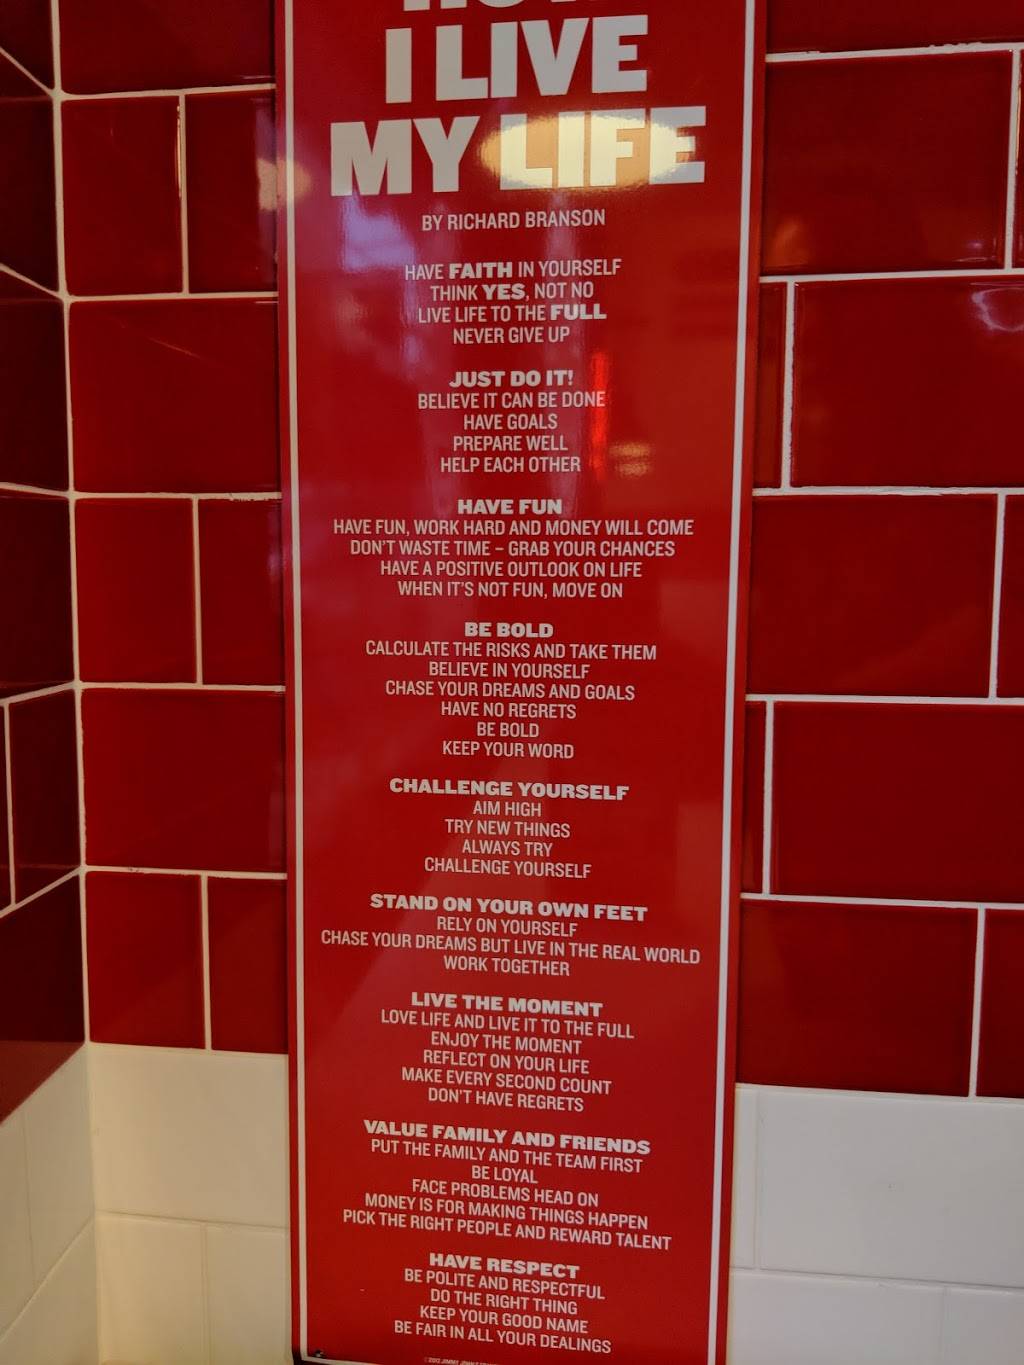 I LIVE
MY LIFE
BY RICHARD BRANSON
HAVE FAITH IN YOURSELF
THINK YES, NOT NO
LIVE LIFE TO THE FULL
NEVER GIVE UP
JUST DO IT!
BELIEVE IT CAN BE DONE
HAVE GOALS
PREPARE WELL
HELP EACH OTHER
HAVE FUN
HAVE FUN, WORK HARD AND MONEY WILL COME
DON'T WASTE TIME – GRAB YOUR CHANCES
HAVE A POSITIVE OUTLOOK ON LIFE
WHEN IT'S NOT FUN, MOVE ON
BE BOLD
CALCULATE THE RISKS AND TAKE THEM
BELIEVE IN YOURSELF
CHASE YOUR DREAMS AND GOALS
HAVE NO REGRETS
BE BOLD
KEEP YOUR WORD
CHALLENGE YOURSELF
AIM HIGH
TRY NEW THINGS
ALWAYS TRY
CHALLENGE YOURSELF
STAND ON YOUR OWN FEET
RELY ON YOURSELF
CHASE YOUR DREAMS BUT LIVE IN THE REAL WORLD
WORK TOGETHER
LIVE THE MOMENT
LOVE LIFE AND LIVE IT TO THE FULL
ENJOY THE MOMENT
REFLECT ON YOUR LIFE
MAKE EVERY SECOND COUNT
DON'T HAVE REGRETS
VALUE FAMILY AND FRIENDS
PUT THE FAMILY AND THE TEAM FIRST
BE LOYAL
FACE PROBLEMS HEAD ON
MONEY IS FOR MAKING THINGS HAPPEN
PICK THE RIGHT PEOPLE AND REWARD TALENT
HAVE RESPECT
BE POLITE AND RESPECTFUL
DO THE RIGHT THING
KEEP YOUR GOOD NAME
BE FAIR IN ALL YOUR DEALINGS
JIMMY